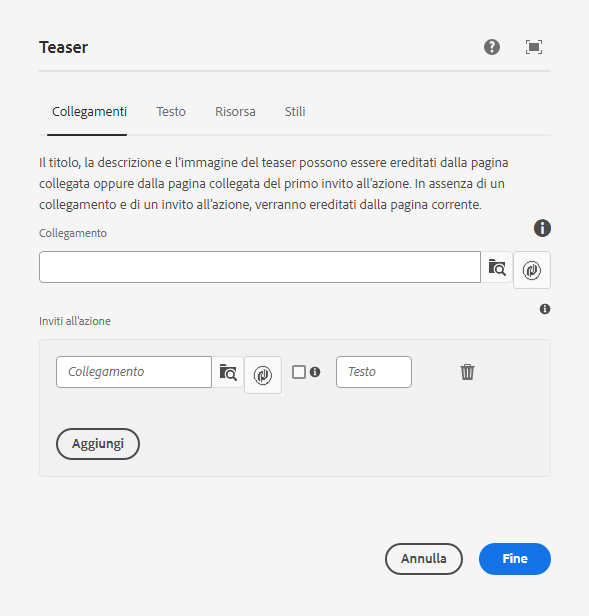 Teaser
Collegamenti Testo Risorsa Stili
Il titolo, la descrizione e l'immagine del teaser possono essere ereditati dalla pagina
collegata oppure dalla pagina collegata del primo invito all'azione. In assenza di un
collegamento e di un invito all'azione, verranno ereditati dalla pagina corrente.
Collegamento
Inviti all'azione
Collegamento Testo
Aggiungi
Annulla Fine